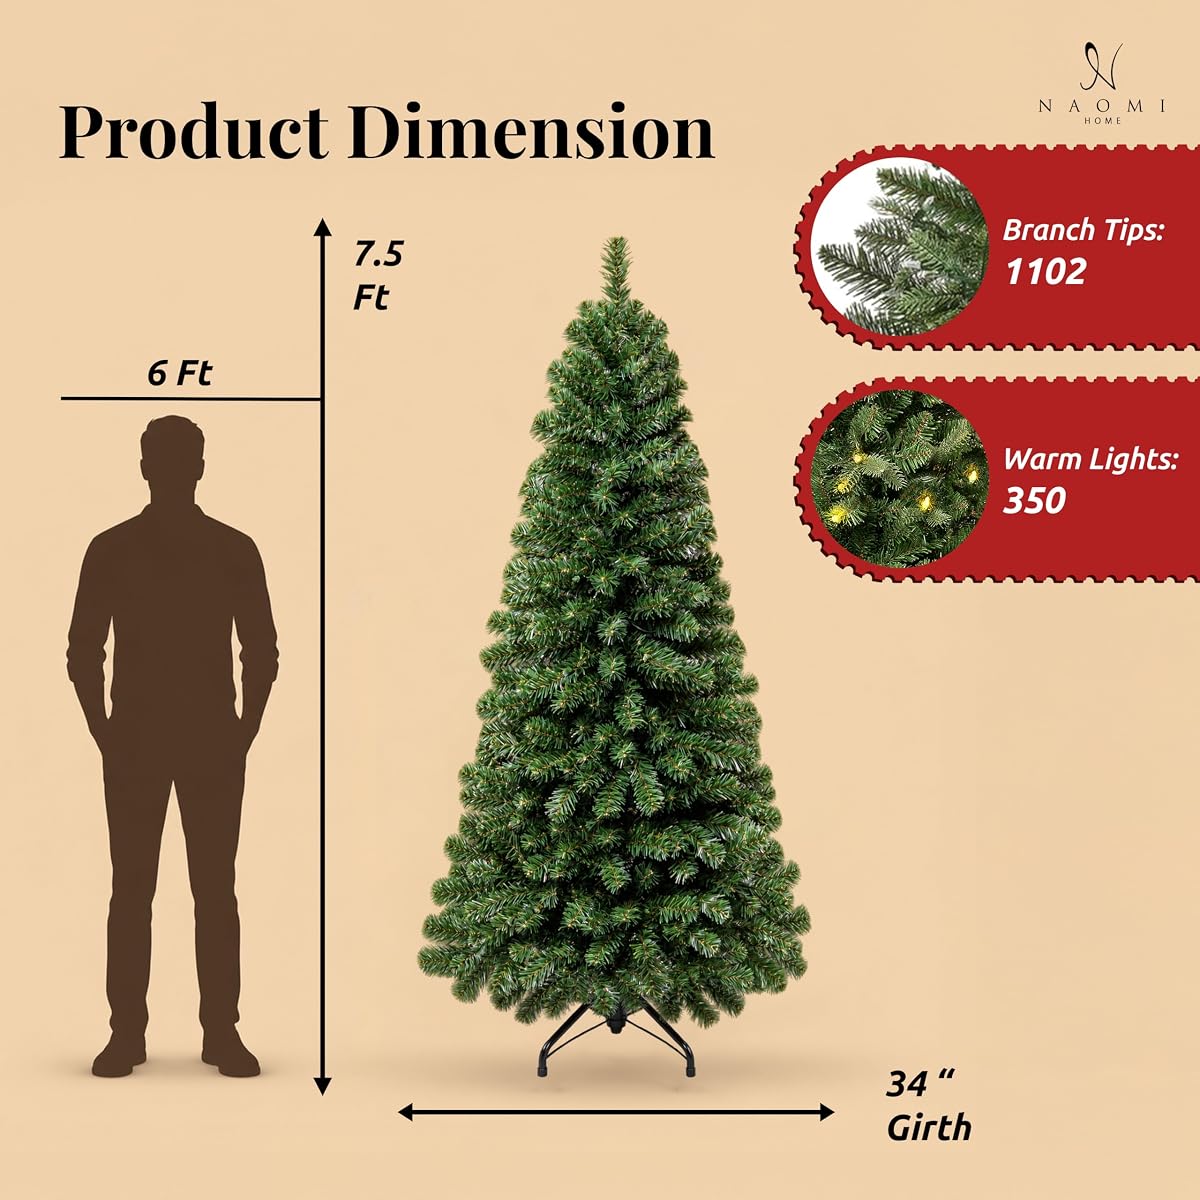 NAOMI
HOME
Product Dimension
7.5
Ft
6 Ft
Branch Tips:
1102
Warm Lights:
350
34 “
Girth